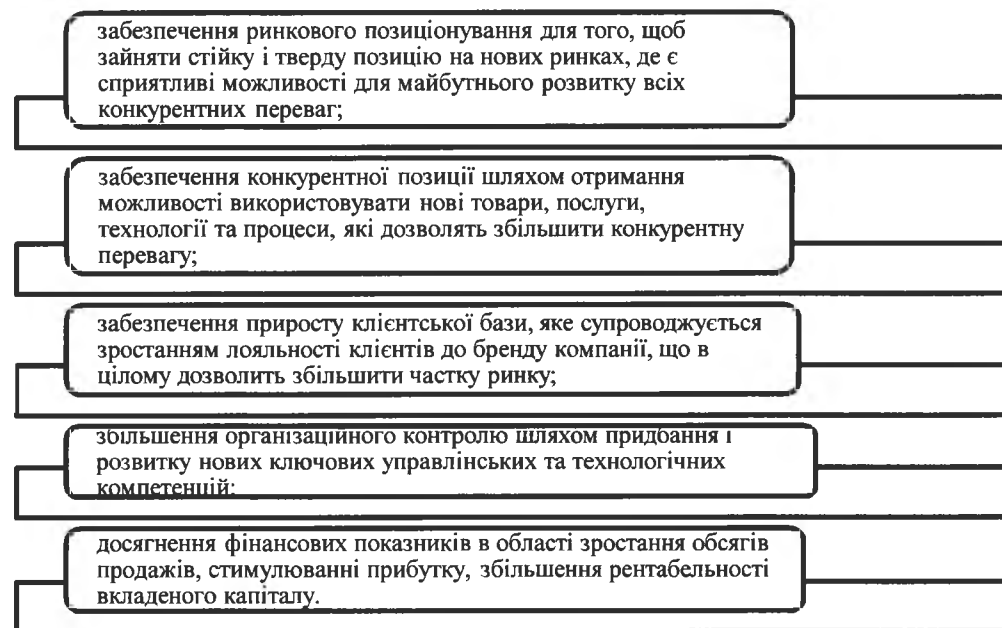 забезпечення ринкового позиціонування для того, щоб
зайняти стійку і тверду позицію на нових ринках, де є
сприятливі можливості для майбутнього розвитку всіх
конкурентних переваг;
забезпечення конкурентної позиції шляхом отримання
можливості використовувати нові товари, послуги,
технології та процеси, які дозволять збільшити конкурентну
перевагу;
забезпечення приросту клієнтської бази, яке супроводжується
зростанням лояльності клієнтів до бренду компанії, що в
цілому дозволить збільшити частку ринку;
збільшення організаційного контролю шляхом придбання і
розвитку нових ключових управлінських та технологічних
компетенцій;
досягнення фінансових показників в області зростання обсягів
продажів, стимулюванні прибутку, збільшення рентабельності
вкладеного капіталу.